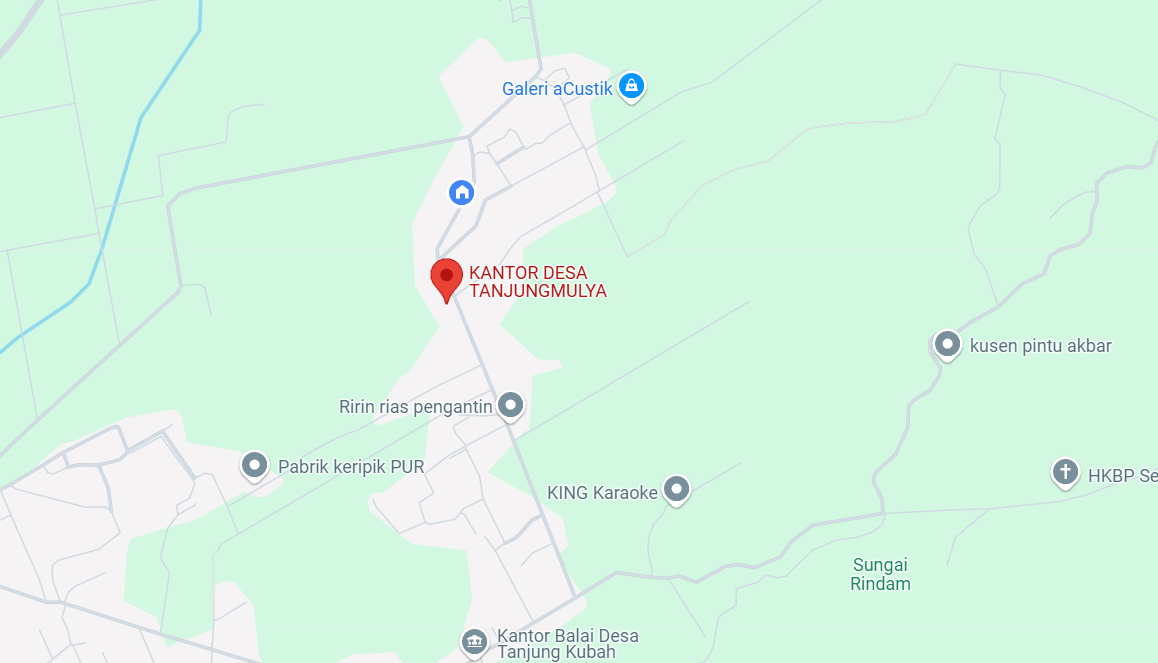 Galeri aCustik
KANTOR DESA
TANJUNGMULYA
kusen pintu akbar
Ririn rias pengantin
Pabrik keripik PUR
HKBP Se
KING Karaoke
Sungai
Rindam
Kantor Balai Desa
Tanjung Kubah